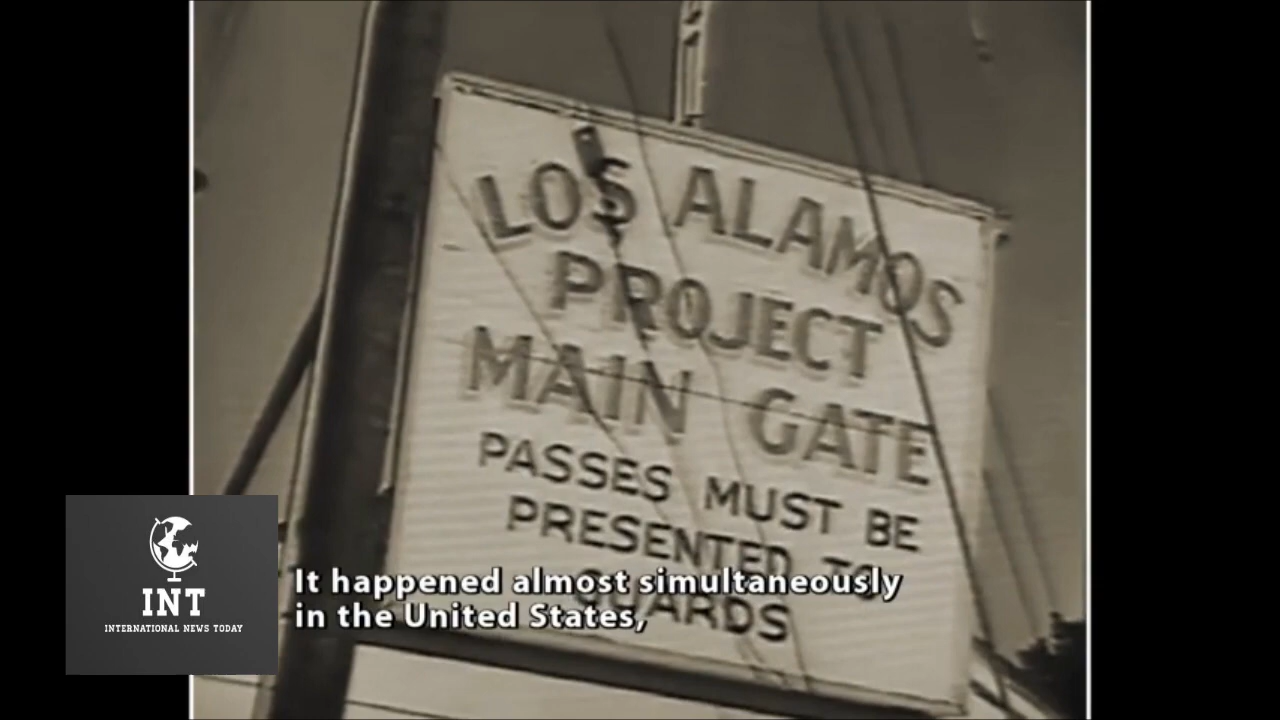 LOS ALAMOS
PROJECT
MAIN GATE
PASSES MUST BE
PRESENTED TO
GUARDS
It happened almost simultaneously
in the United States,
INT
INTERNATIONAL NEWS TODAY